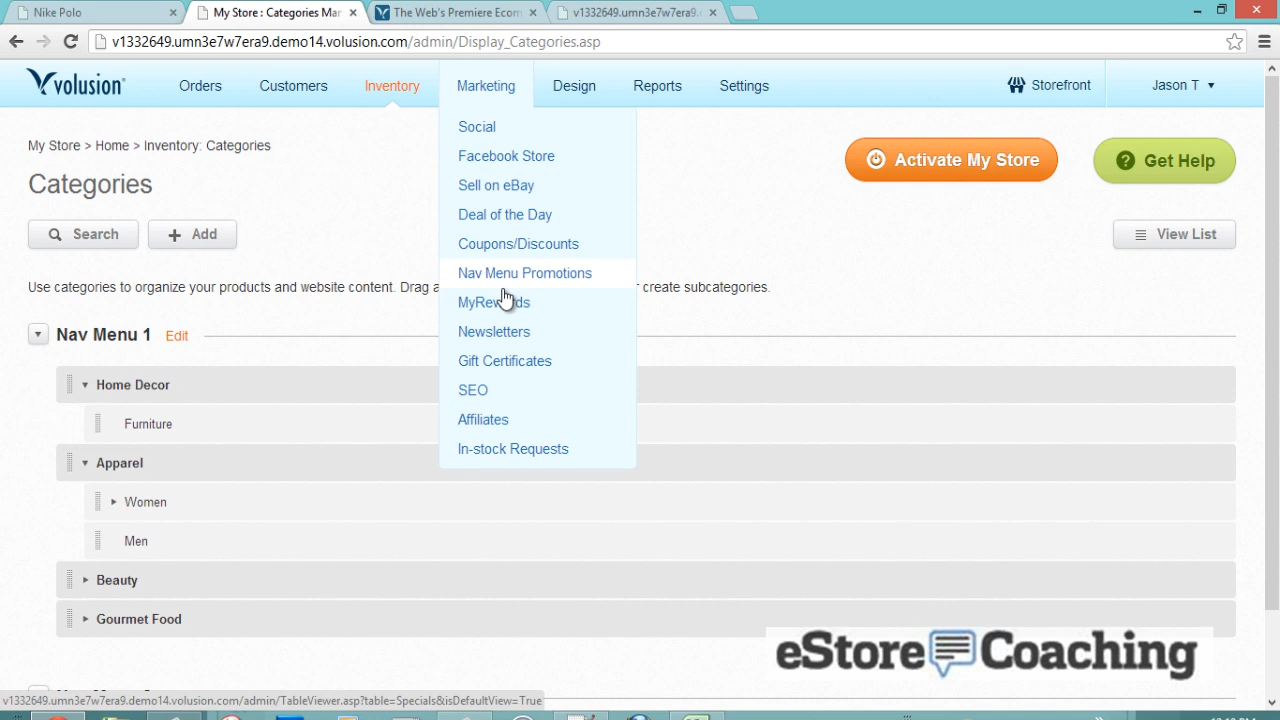 Nike Polo
My Store : Categories Mar
The Web's Premiere Ecom
v1332649.umn3e7w7era9.
v1332649.umn3e7w7era9.demo14.volusion.com/admin/Display_Categories.asp
volusion
Orders
Customers
Inventory
Marketing
Design
Reports
Settings
Storefront
Jason T
Social
Facebook Store
Sell on eBay
Deal of the Day
Coupons/Discounts
Nav Menu Promotions
MyRewards
Newsletters
Gift Certificates
SEO
Affiliates
In-stock Requests
My Store > Home > Inventory: Categories
Activate My Store
Get Help
Categories
Search
Add
View List
Use categories to organize your products and website content. Drag a
create subcategories.
Nav Menu 1 Edit
Home Decor
Furniture
Apparel
Women
Men
Beauty
Gourmet Food
eStore Coaching
v1332649.umn3e7w7era9.demo14.volusion.com/admin/TableViewer.asp?table=Specials&isDefaultView=True